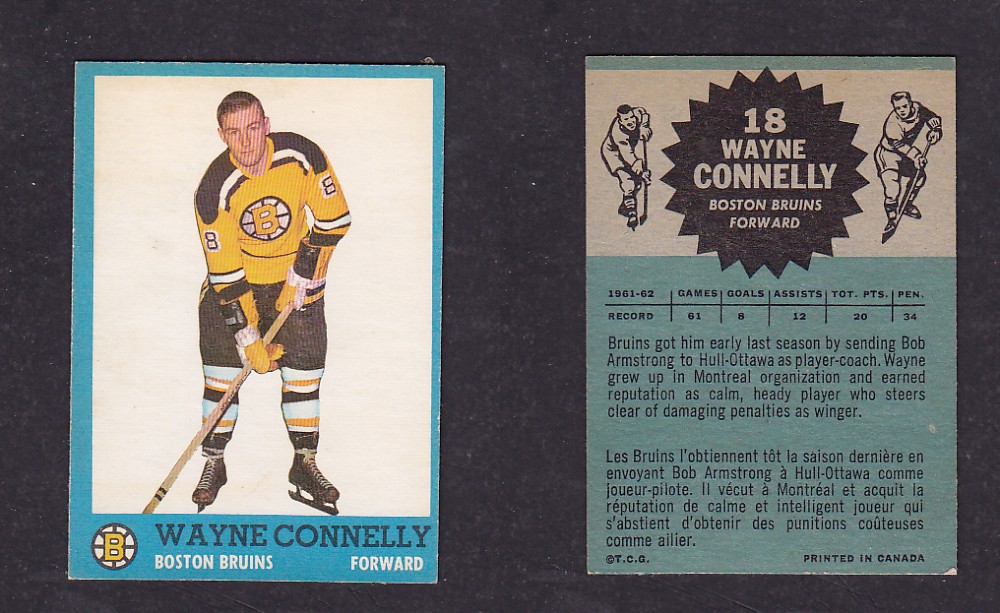 8
8
B
B
WAYNE CONNELLY
BOSTON BRUINS FORWARD
18
WAYNE
CONNELLY
BOSTON BRUINS
FORWARD
1961-62 GAMES GOALS ASSISTS TOT. PTS. PEN.
RECORD 61 8 12 20 34
Bruins got him early last season by sending Bob
Armstrong to Hull-Ottawa as player-coach. Wayne
grew up in Montreal organization and earned
reputation as calm, heady player who steers
clear of damaging penalties as winger.
Les Bruins l'obtiennent tôt la saison dernière en
envoyant Bob Armstrong à Hull-Ottawa comme
joueur-pilote. Il vécut à Montréal et acquit la
réputation de calme et intelligent joueur qui
s'abstient d'obtenir des punitions coûteuses
comme ailier.
©T.C.G. PRINTED IN CANADA